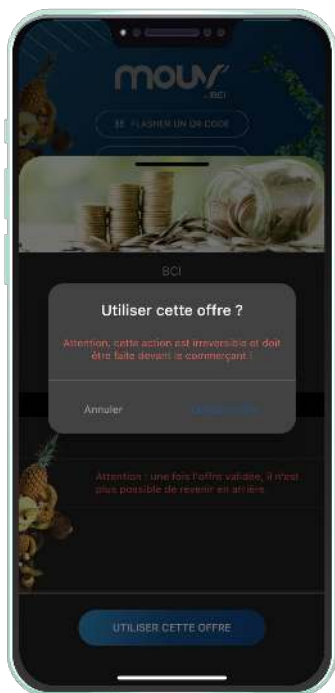 mouv
by BCI
FLASHER UN QR CODE
BCI
Utiliser cette offre ?
Attention, cette action est irréversible et doit
être faite devant le commerçant !
Annuler
Attention : une fois l'offre validée, il n'est
plus possible de revenir en arrière.
UTILISER CETTE OFFRE